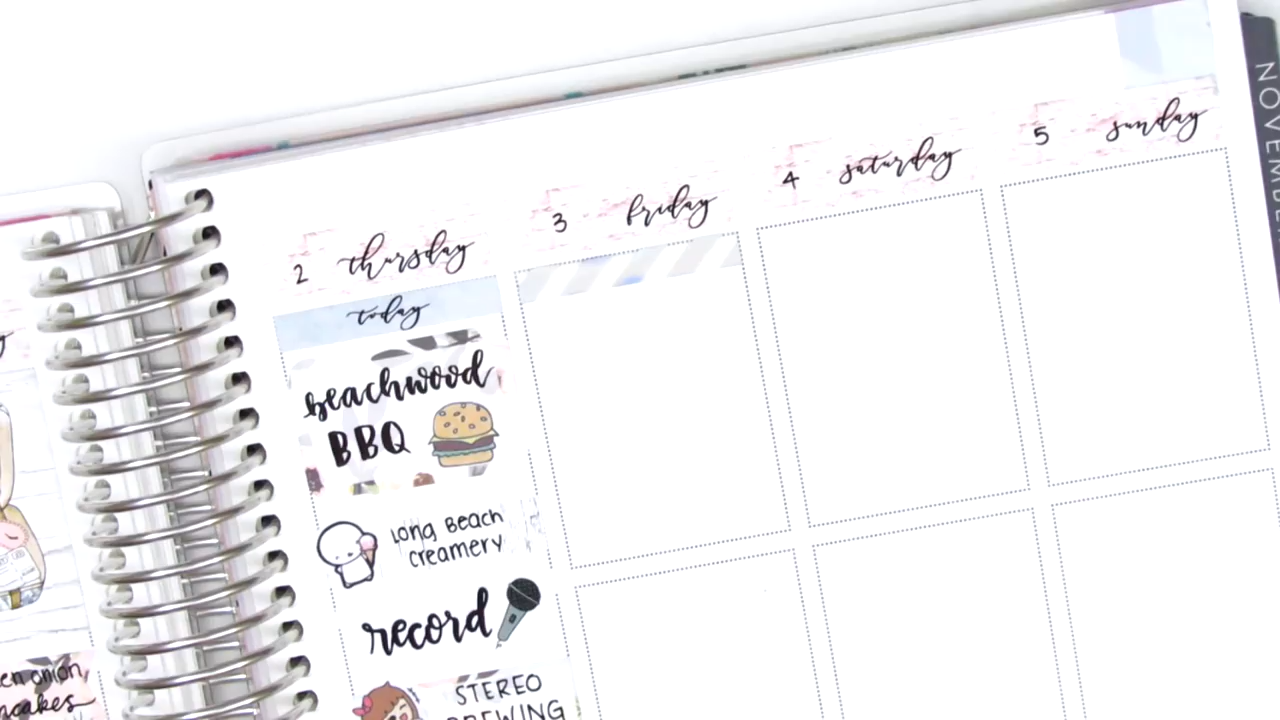 NOVEMBER
2 thursday
3 friday
4 saturday
5 sunday
today
beachwood
BBQ
Long Beach
creamery
record
STEREO
BREWING
onion